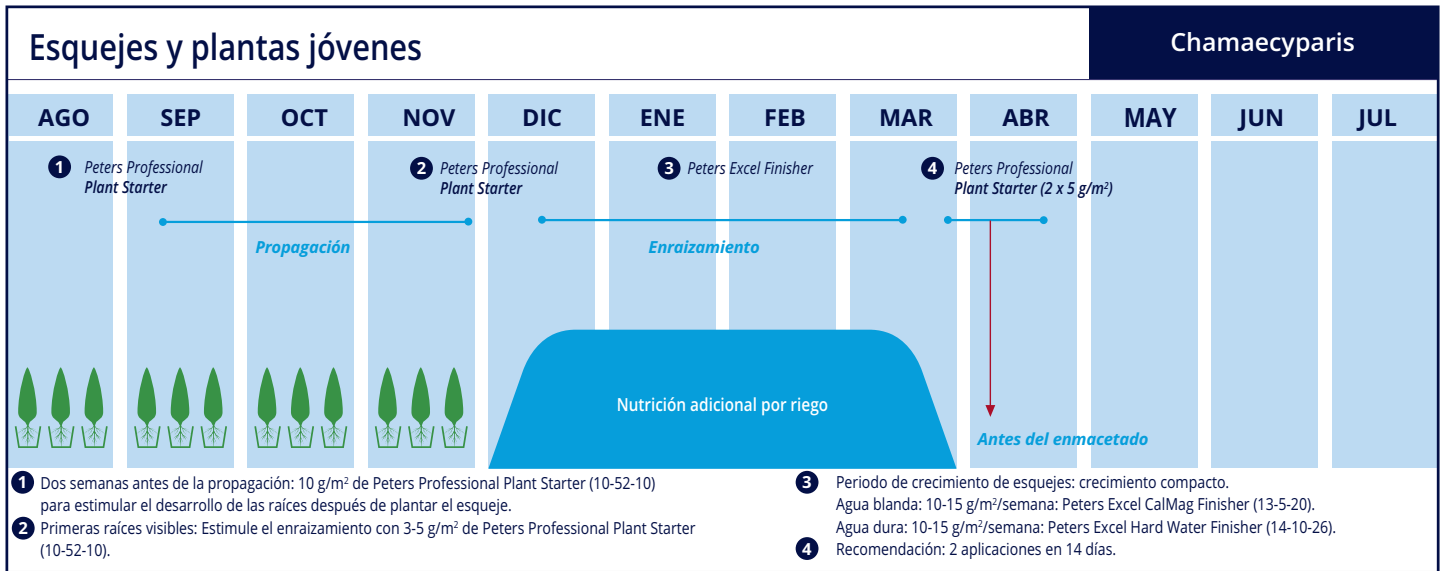 Esquejes y plantas jóvenes
Chamaecyparis
AGO SEP OCT NOV DIC ENE FEB MAR ABR MAY JUN JUL
1 Peters Professional
Plant Starter
2 Peters Professional
Plant Starter
3 Peters Excel Finisher
4 Peters Professional
Plant Starter (2 x 5 g/m²)
Propagación
Enraizamiento
Nutrición adicional por riego
Antes del enmacetado
1 Dos semanas antes de la propagación: 10 g/m² de Peters Professional Plant Starter (10-52-10)
para estimular el desarrollo de las raíces después de plantar el esqueje.
2 Primeras raíces visibles: Estimule el enraizamiento con 3-5 g/m² de Peters Professional Plant Starter
(10-52-10).
3 Periodo de crecimiento de esquejes: crecimiento compacto.
Agua blanda: 10-15 g/m²/semana: Peters Excel CalMag Finisher (13-5-20).
Agua dura: 10-15 g/m²/semana: Peters Excel Hard Water Finisher (14-10-26).
4 Recomendación: 2 aplicaciones en 14 días.